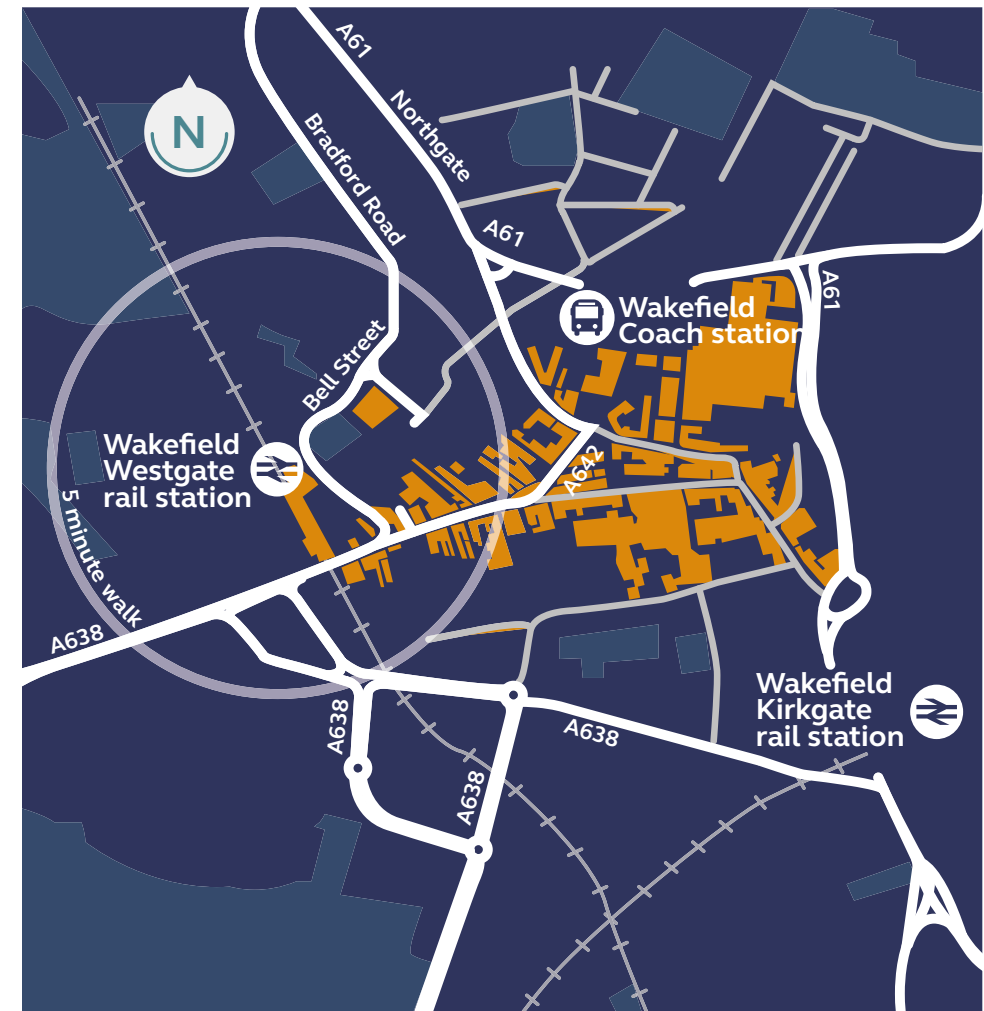 A61
Northgate
N
Bradford Road
A61
A61
Wakefield
Coach station
Bell Street
Wakefield
Westgate
rail station
A642
5 minute walk
A638
Wakefield
Kirkgate
rail station
A638
A638
A638